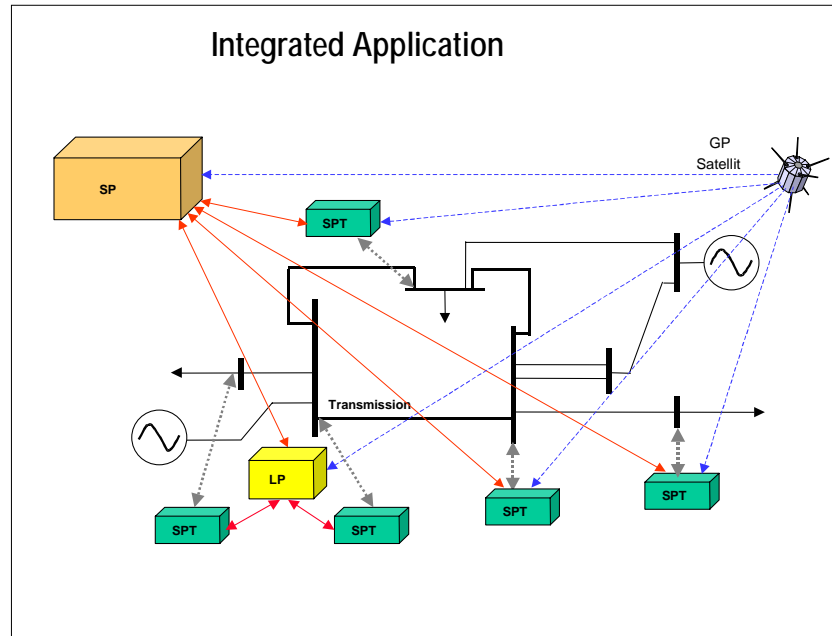 Integrated Application
GP
Satellit
SP
SPT
Transmission
LP
SPT
SPT
SPT
SPT